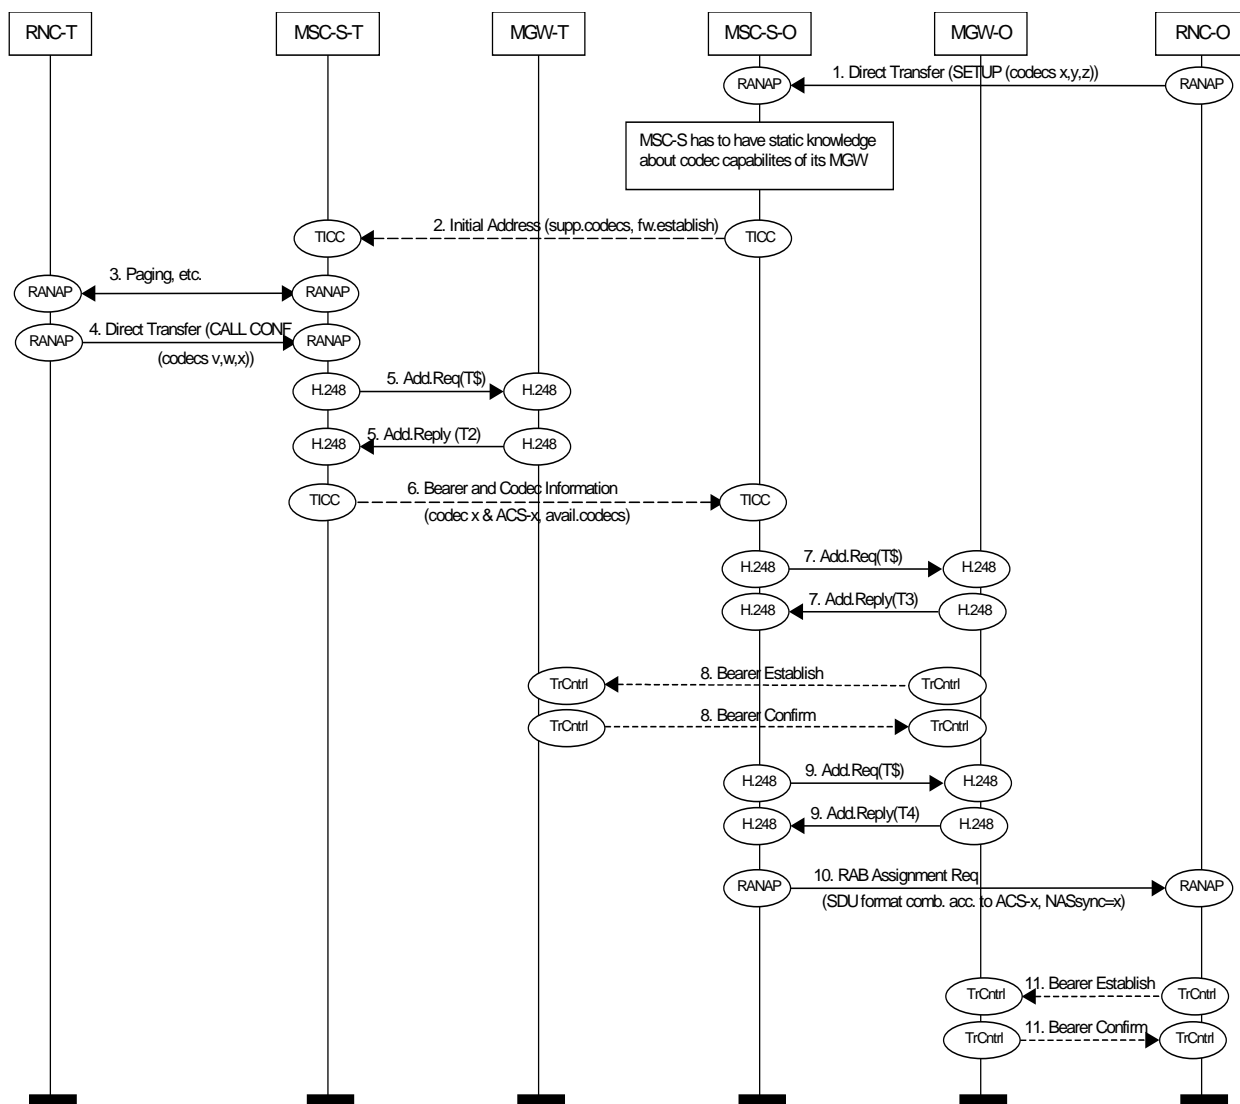 RNC-T MSC-S-T MGW-T MSC-S-O MGW-O RNC-O
1. Direct Transfer (SETUP (codecs x,y,z))
RANAP RANAP
MSC-S has to have static knowledge
about codec capabilites of its MGW
2. Initial Address (supp.codecs, fw.establish)
TICC TICC
3. Paging, etc.
RANAP RANAP
4. Direct Transfer (CALL CONF
RANAP RANAP
(codecs v,w,x))
5. Add.Req(T$)
H.248 H.248
5. Add.Reply (T2)
H.248 H.248
6. Bearer and Codec Information
TICC TICC
(codec x & ACS-x, avail.codecs)
7. Add.Req(T$)
H.248 H.248
7. Add.Reply(T3)
H.248 H.248
8. Bearer Establish
TrCntrl TrCntrl
8. Bearer Confirm
TrCntrl TrCntrl
9. Add.Req(T$)
H.248 H.248
9. Add.Reply(T4)
H.248 H.248
10. RAB Assignment Req
RANAP RANAP
(SDU format comb. acc. to ACS-x, NASsync=x)
11. Bearer Establish
TrCntrl TrCntrl
11. Bearer Confirm
TrCntrl TrCntrl